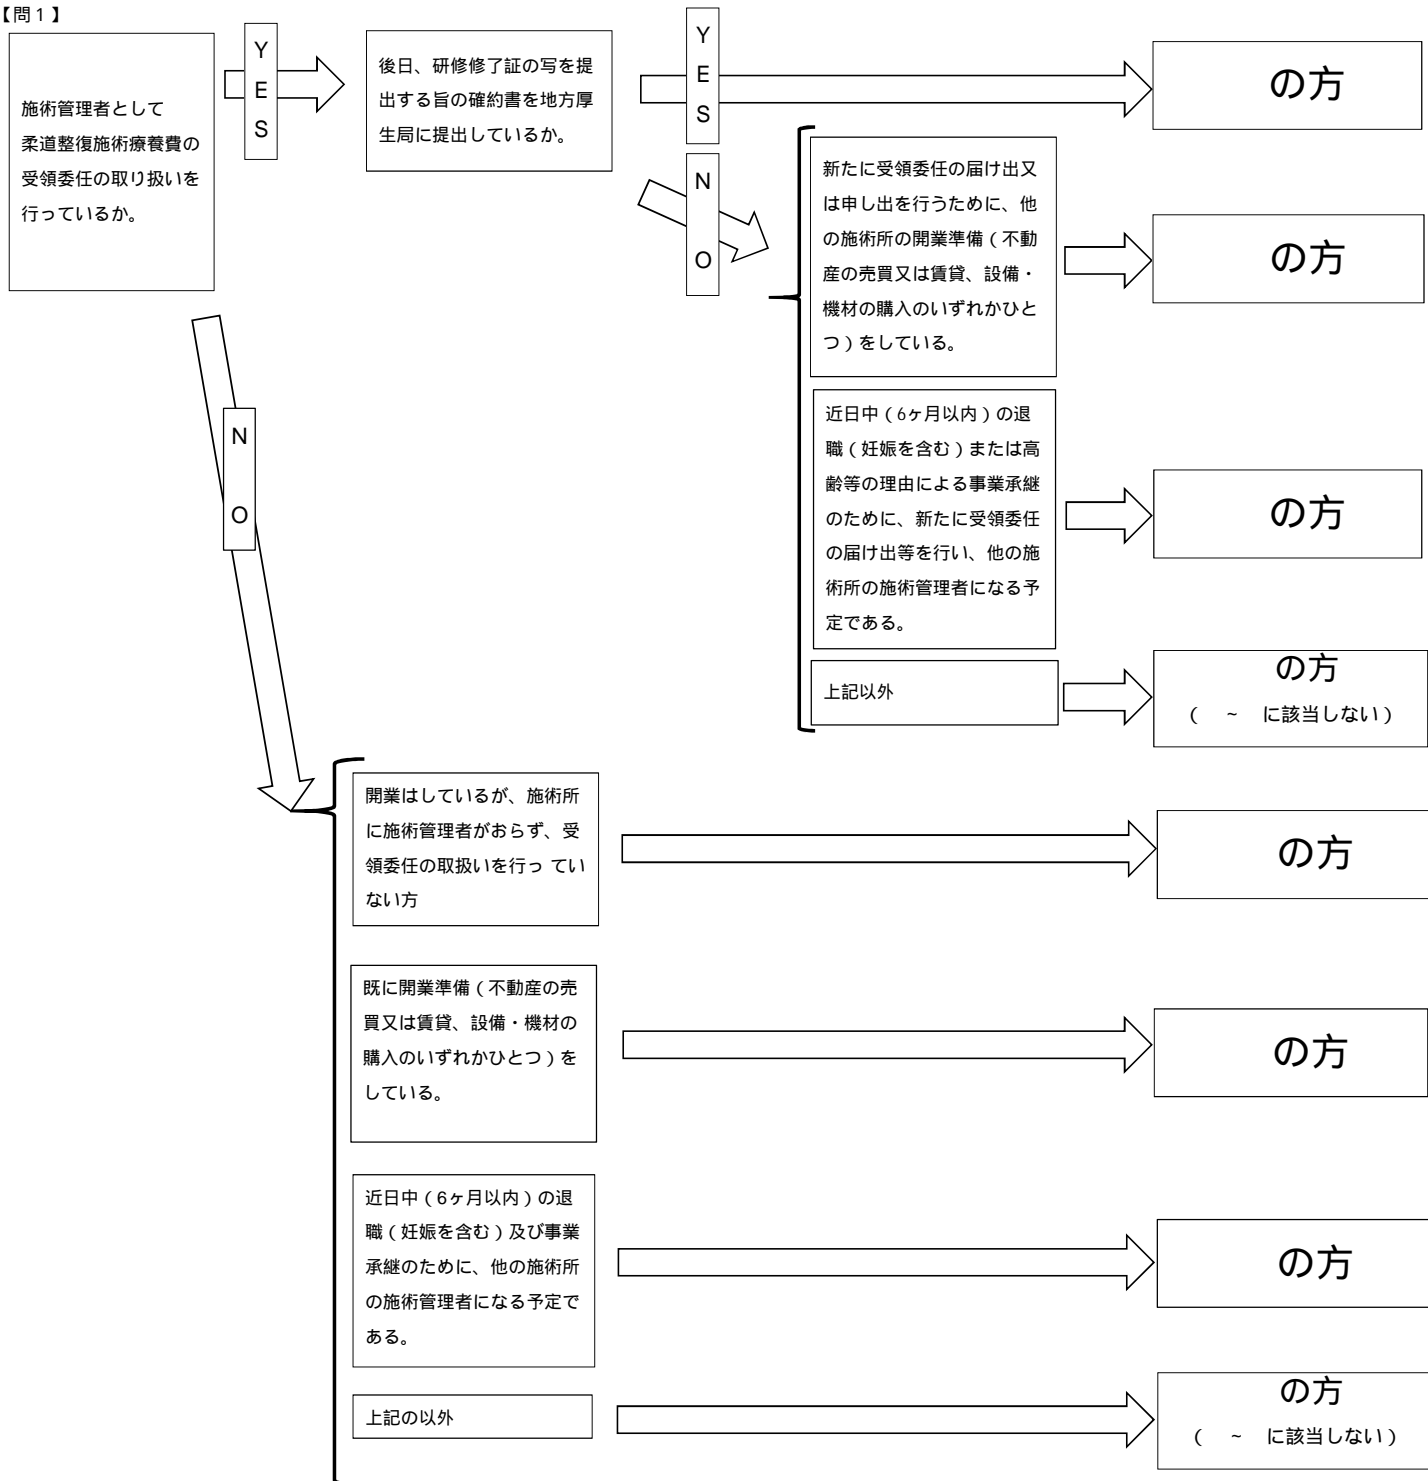 【問1】
施術管理者として
柔道整復施術療養費の
受領委任の取り扱いを
行っているか。
YES
後日、研修修了証の写を提
出する旨の確約書を地方厚
生局に提出しているか。
YES
の方
NO
新たに受領委任の届け出又
は申し出を行うために、他
の施術所の開業準備(不動
産の売買又は賃貸、設備・
機材の購入のいずれかひと
つ)をしている。
の方
近日中(6ヶ月以内)の退
職(妊娠を含む)または高
齢等の理由による事業承継
のために、新たに受領委任
の届け出等を行い、他の施
術所の施術管理者になる予
定である。
の方
上記以外
の方
( ~ に該当しない)
NO
開業はしているが、施術所
に施術管理者がおらず、受
領委任の取扱いを行っ てい
ない方
の方
既に開業準備(不動産の売
買又は賃貸、設備・機材の
購入のいずれかひとつ)を
している。
の方
近日中(6ヶ月以内)の退
職(妊娠を含む)及び事業
承継のために、他の施術所
の施術管理者になる予定で
ある。
の方
上記の以外
の方
( ~ に該当しない)